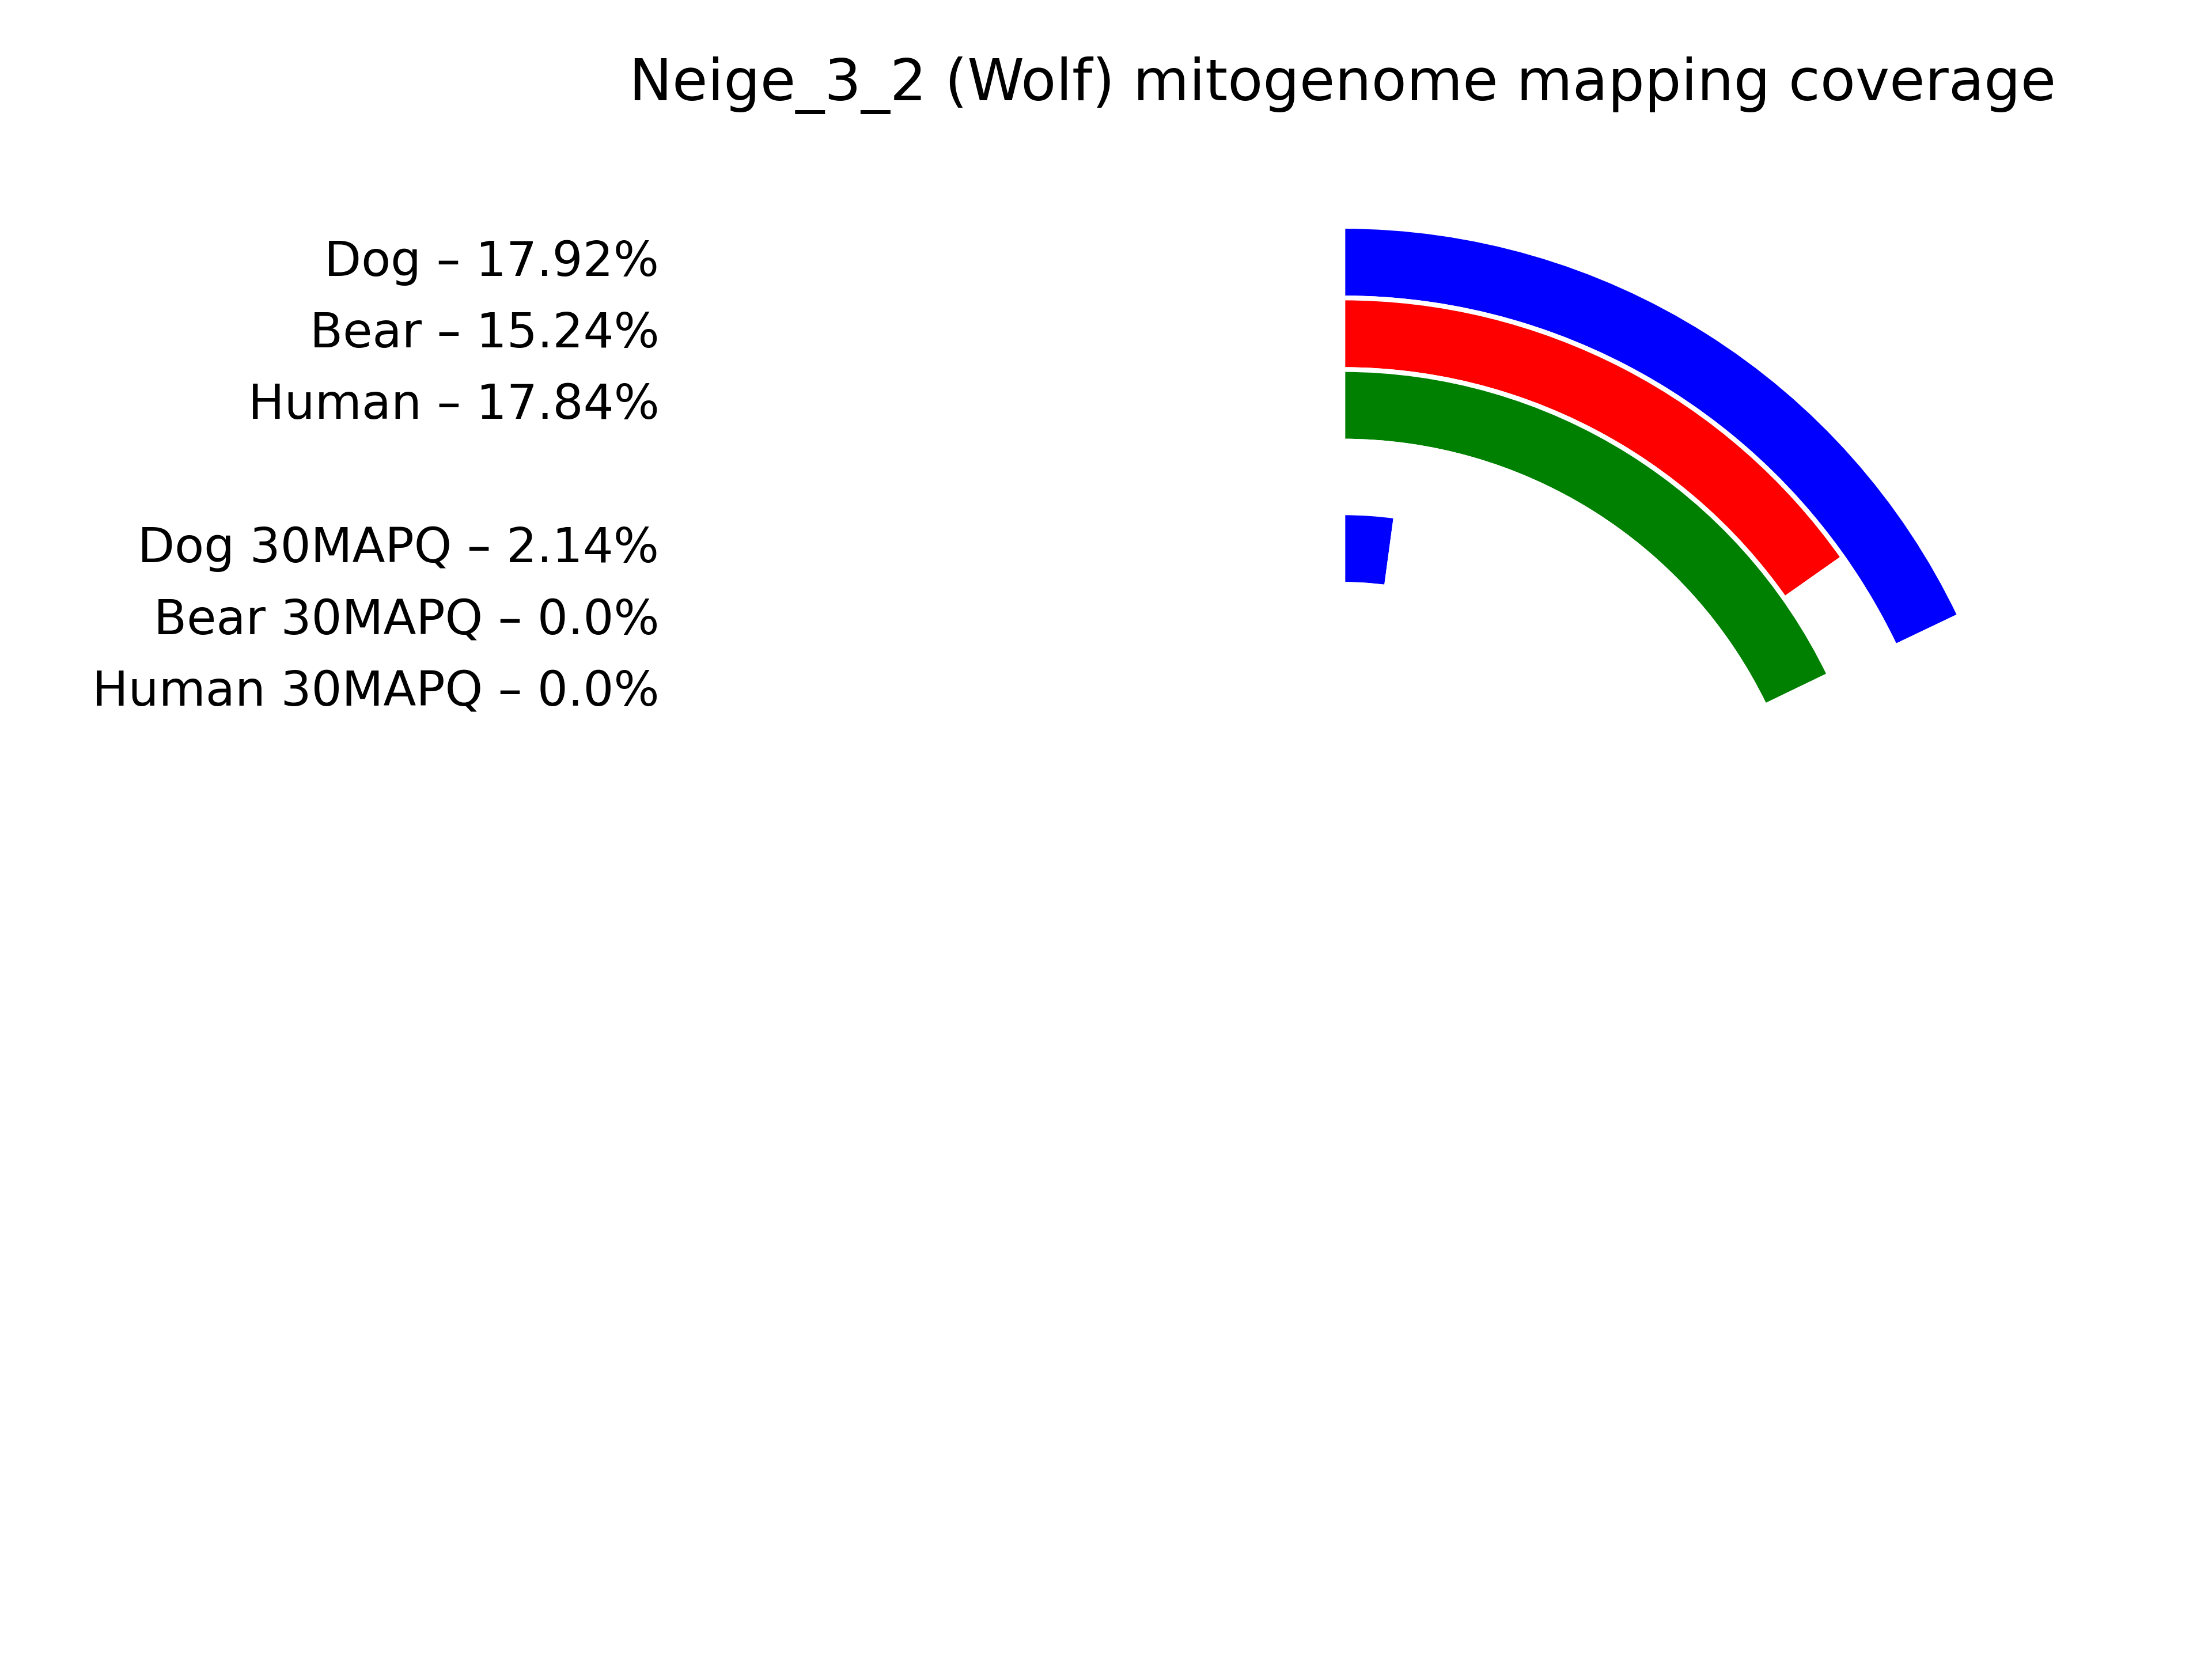 Neige_3_2 (Wolf) mitogenome mapping coverage
Dog – 17.92%
Bear – 15.24%
Human – 17.84%
Dog 30MAPQ – 2.14%
Bear 30MAPQ – 0.0%
Human 30MAPQ – 0.0%